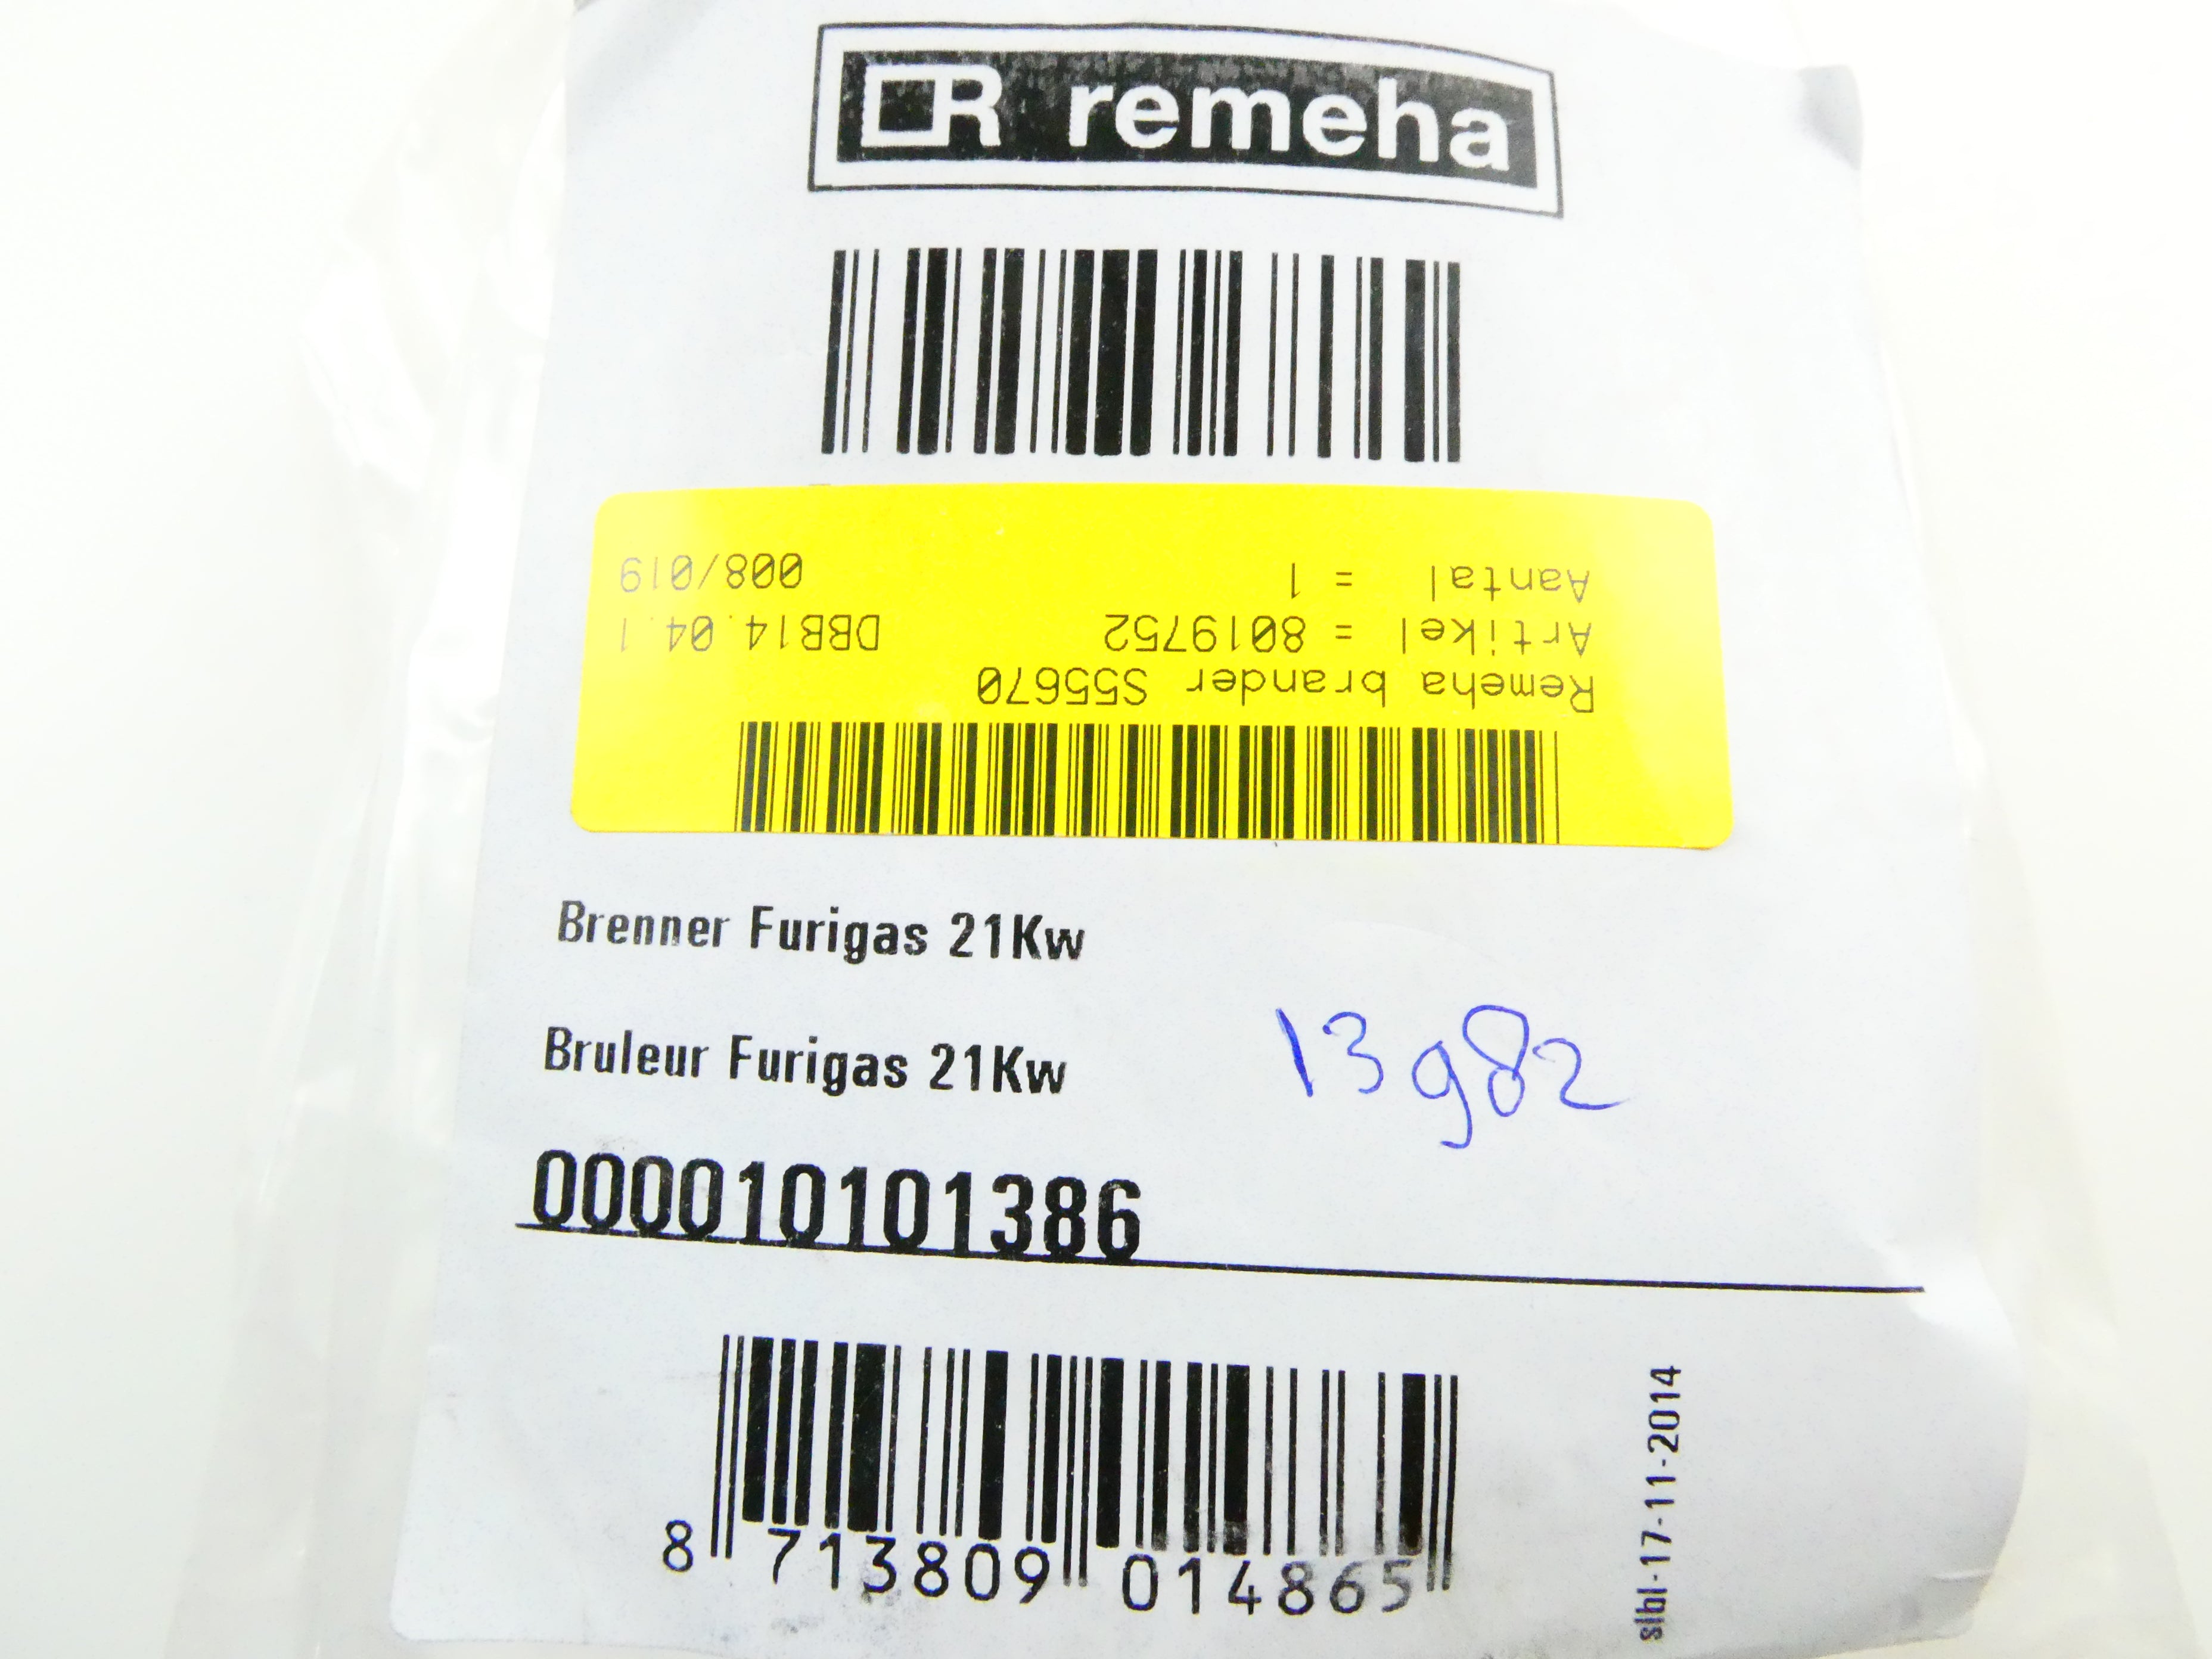 R remeha
Remeha brander S55670
Artikel = 8019752 DBB14.04.1
Aantal = 1 008/019
Brenner Furigas 21Kw
Bruleur Furigas 21Kw
13982
000010101386
8 713809 014865
slbl-17-11-2014